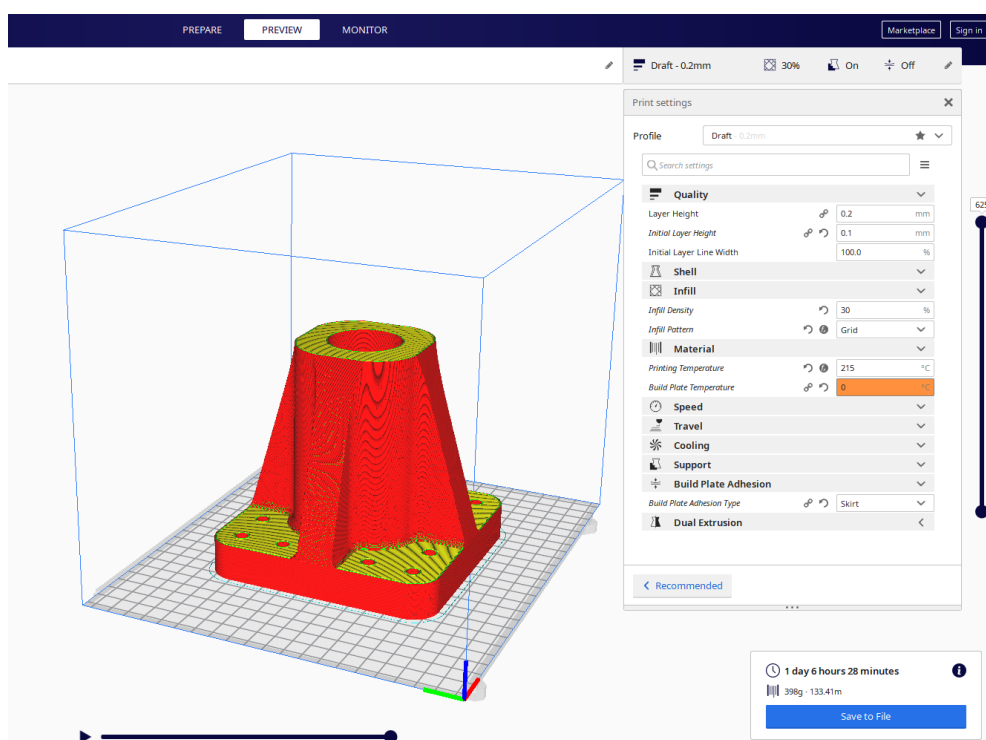 PREPARE PREVIEW MONITOR Marketplace Sign in
Draft - 0.2mm 30% On Off
Print settings
Profile Draft - 0.2mm
Search settings
Quality
Layer Height 0.2 mm
Initial Layer Height 0.1 mm
Initial Layer Line Width 100.0 %
Shell
Infill
Infill Density 30 %
Infill Pattern Grid
Material
Printing Temperature 215 °C
Build Plate Temperature 0 °C
Speed
Travel
Cooling
Support
Build Plate Adhesion
Build Plate Adhesion Type Skirt
Dual Extrusion
Recommended
625
1 day 6 hours 28 minutes
398g · 133.41m
Save to File